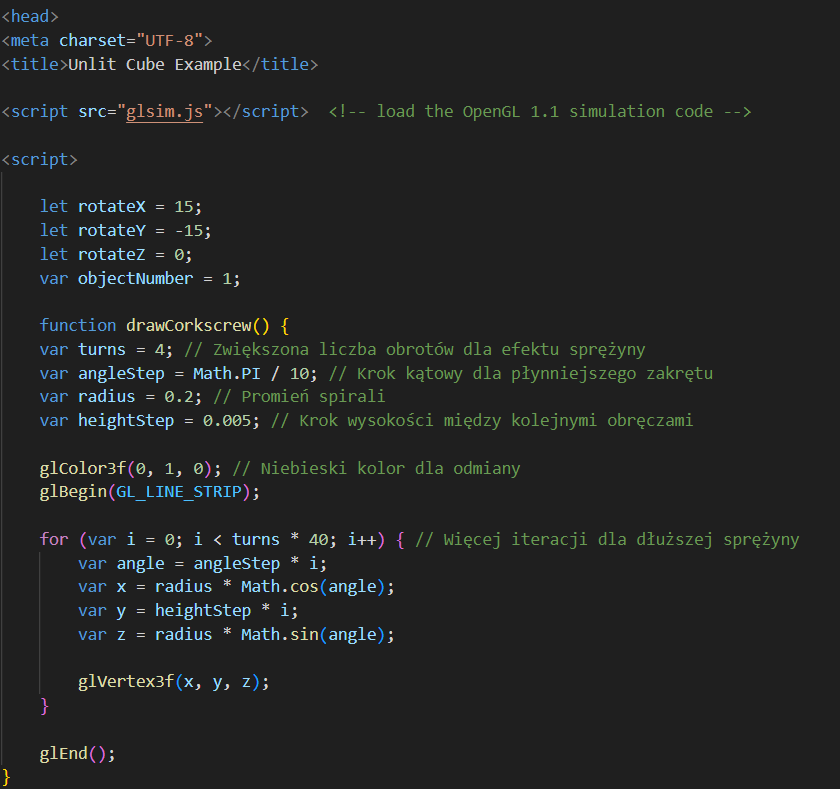 <head>
<meta charset="UTF-8">
<title>Unlit Cube Example</title>
<script src="glsim.js"></script>  <!-- load the OpenGL 1.1 simulation code -->
<script>
let rotateX = 15;
let rotateY = -15;
let rotateZ = 0;
var objectNumber = 1;
function drawCorkscrew() {
var turns = 4; // Zwiększona liczba obrotów dla efektu sprężyny
var angleStep = Math.PI / 10; // Krok kątowy dla płynniejszego zakrętu
var radius = 0.2; // Promień spirali
var heightStep = 0.005; // Krok wysokości między kolejnymi obręczami
glColor3f(0, 1, 0); // Niebieski kolor dla odmiany
glBegin(GL_LINE_STRIP);
for (var i = 0; i < turns * 40; i++) { // Więcej iteracji dla dłuższej sprężyny
var angle = angleStep * i;
var x = radius * Math.cos(angle);
var y = heightStep * i;
var z = radius * Math.sin(angle);
glVertex3f(x, y, z);
}
glEnd();
}